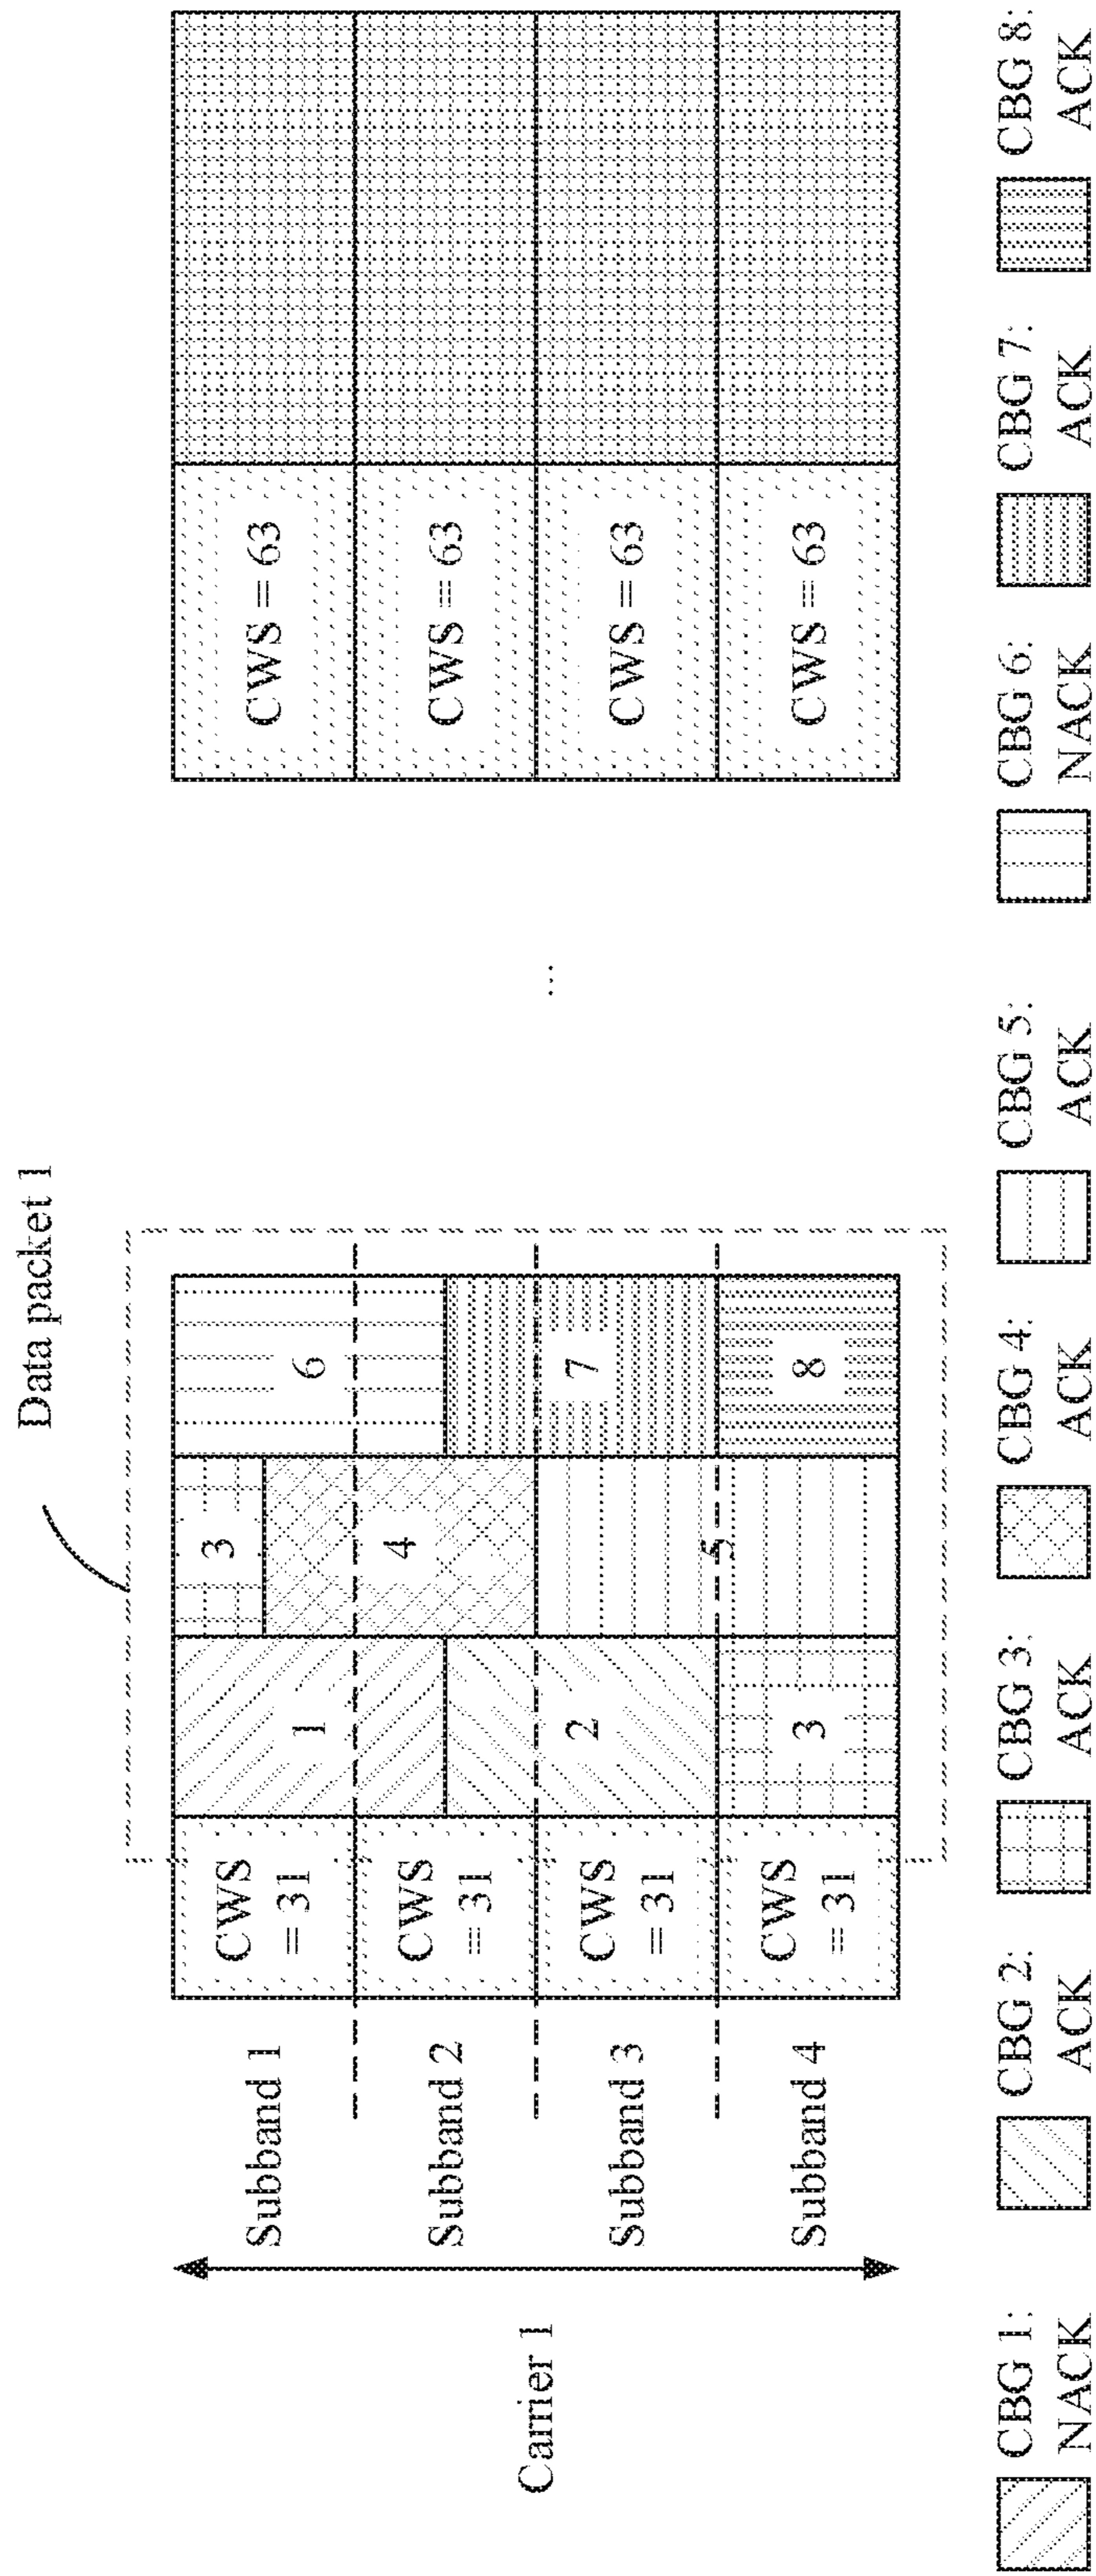 Data packet 1
Carrier 1
Subband 1
Subband 2
Subband 3
Subband 4
CWS
= 31
CWS
= 31
CWS
= 31
CWS
= 31
1
2
3
3
4
5
6
7
8
...
CWS = 63
CWS = 63
CWS = 63
CWS = 63
CBG 1:
NACK
CBG 2:
ACK
CBG 3:
ACK
CBG 4:
ACK
CBG 5:
ACK
CBG 6:
NACK
CBG 7:
ACK
CBG 8:
ACK